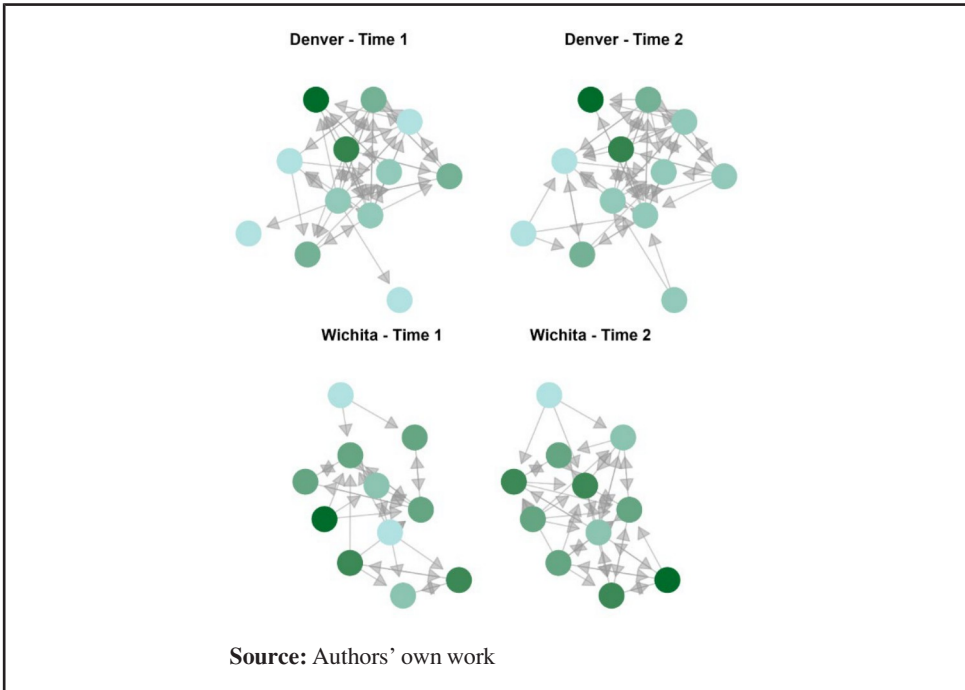 Denver - Time 1
Denver - Time 2
Wichita - Time 1
Wichita - Time 2
Source: Authors’ own work